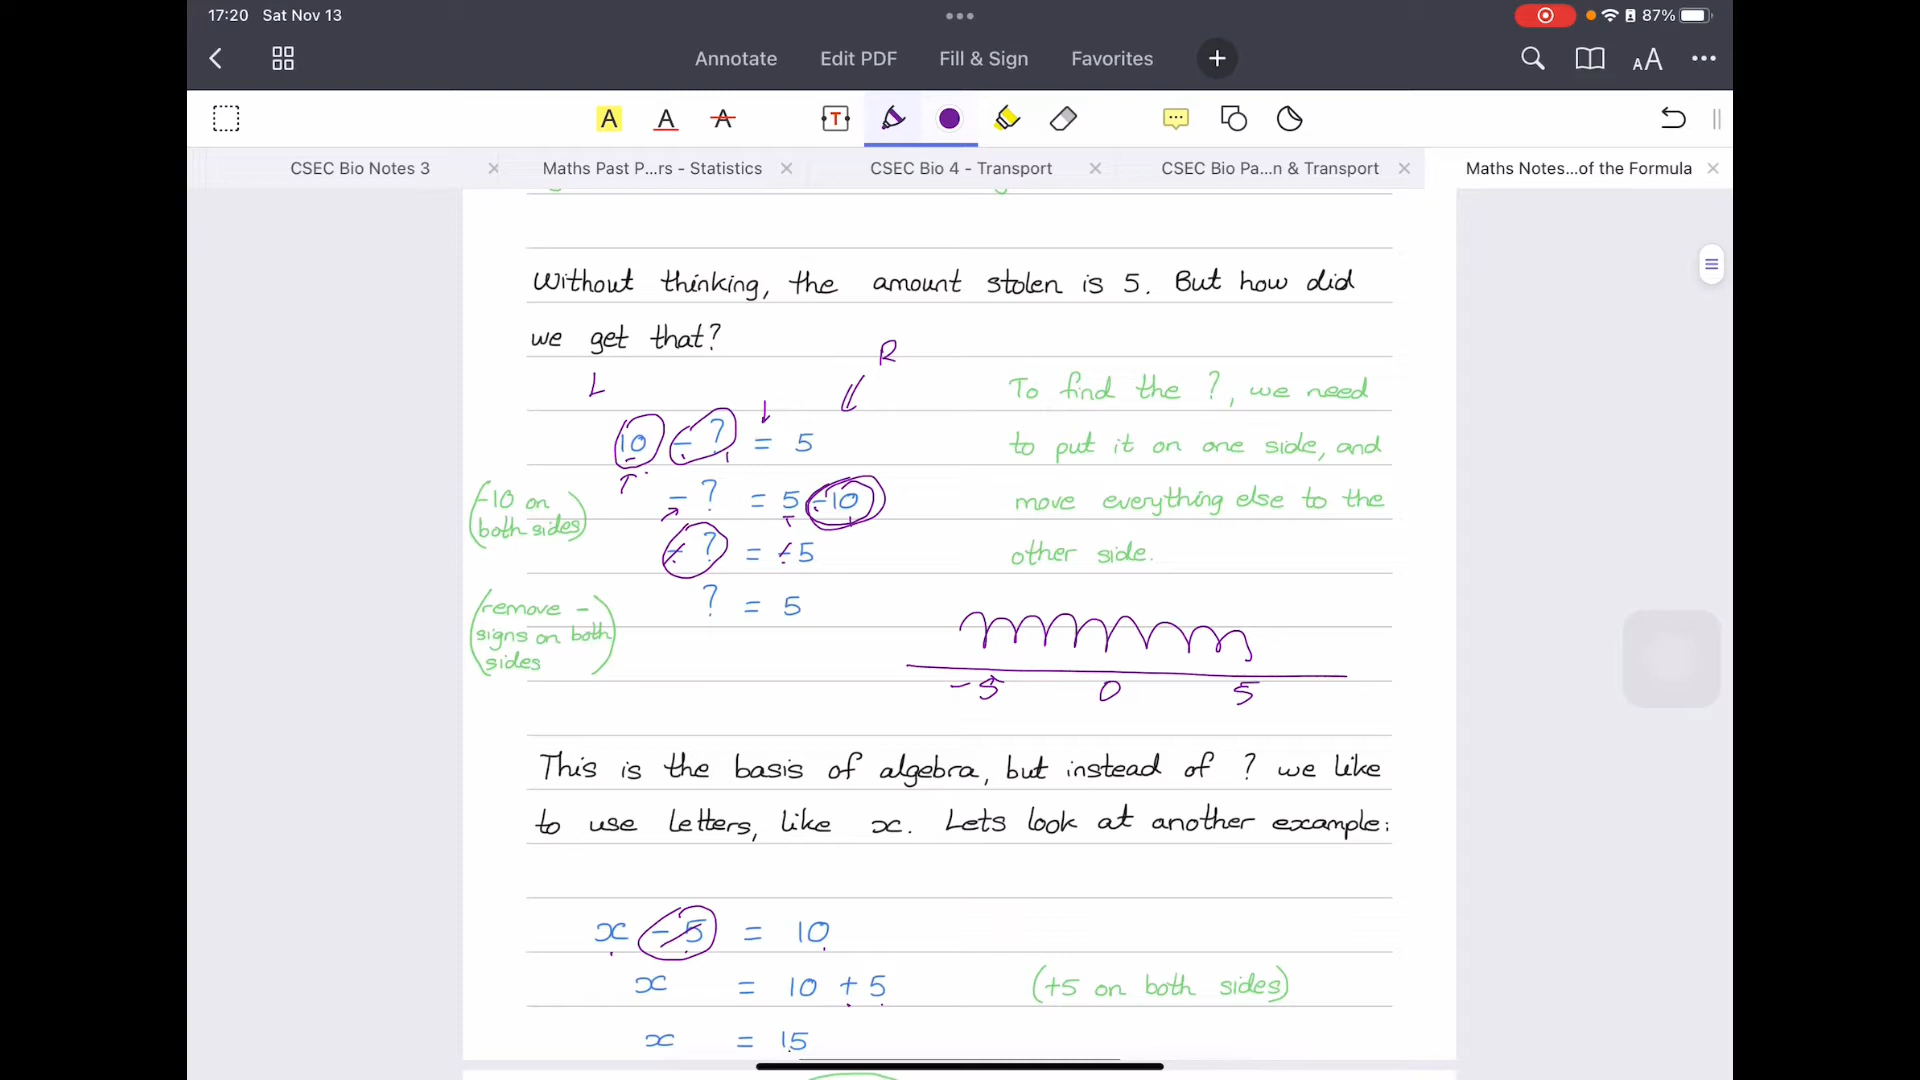 17:20 Sat Nov 13
87%
Annotate Edit PDF Fill & Sign Favorites
A A A T AA
CSEC Bio Notes 3 Maths Past P...rs - Statistics CSEC Bio 4 - Transport CSEC Bio Pa...n & Transport Maths Notes...of the Formula
Without thinking, the amount stolen is 5. But how did
we get that?
L R
10 - ? = 5
- ? = 5 -10
- ? = -5
? = 5
(-10 on
both sides)
(remove -
signs on both
sides)
To find the ?, we need
to put it on one side, and
move everything else to the
other side.
-5 0 5
This is the basis of algebra, but instead of ? we like
to use letters, like x. Lets look at another example:
x - 5 = 10
x = 10 + 5 (+5 on both sides)
x = 15